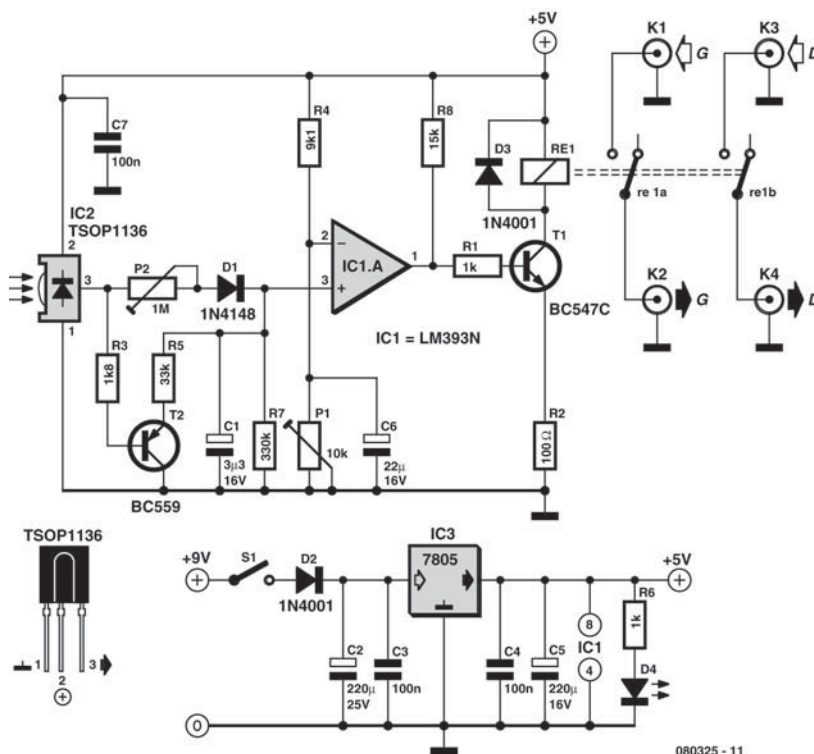 +5V
K1
K3
G
C7
100n
R4
9k1
R8
15k
D3
1N4001
RE1
re 1a
re1b
IC2
TSOP1136
2
3
1
P2
1M
D1
1N4148
2
3
IC1.A
1
R1
1k
T1
BC547C
K2
G
K4
IC1 = LM393N
R3
1k8
R5
33k
T2
BC559
C1
3µ3
16V
R7
330k
P1
10k
C6
22µ
16V
R2
100Ω
TSOP1136
1
2
3
+9V
S1
D2
1N4001
IC3
7805
+5V
C2
220µ
25V
C3
100n
C4
100n
C5
220µ
16V
8
IC1
4
R6
1k
D4
0
080325 - 11